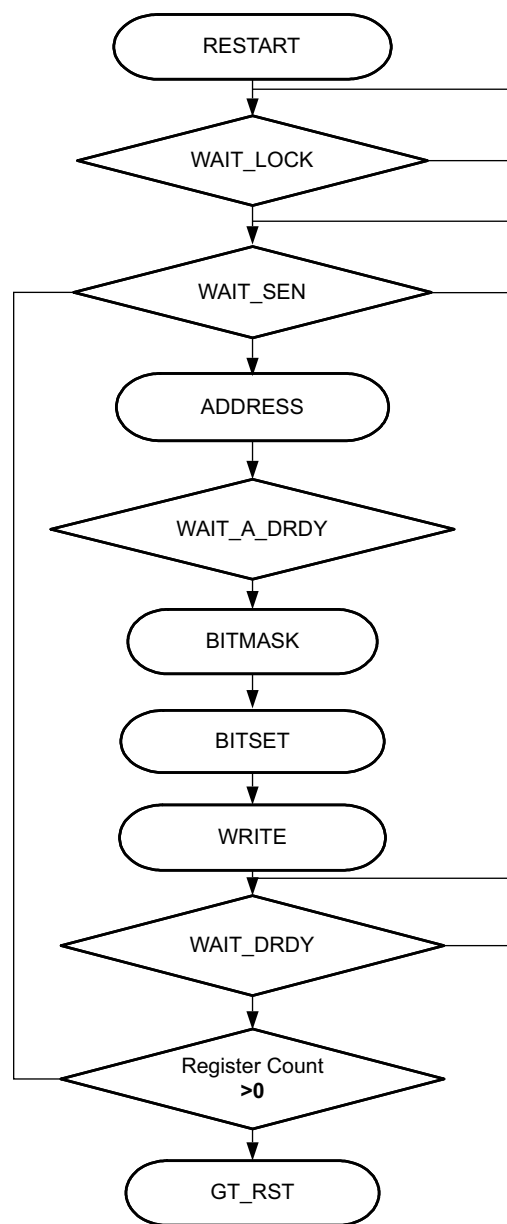 RESTART
WAIT_LOCK
WAIT_SEN
ADDRESS
WAIT_A_DRDY
BITMASK
BITSET
WRITE
WAIT_DRDY
Register Count
>0
GT_RST